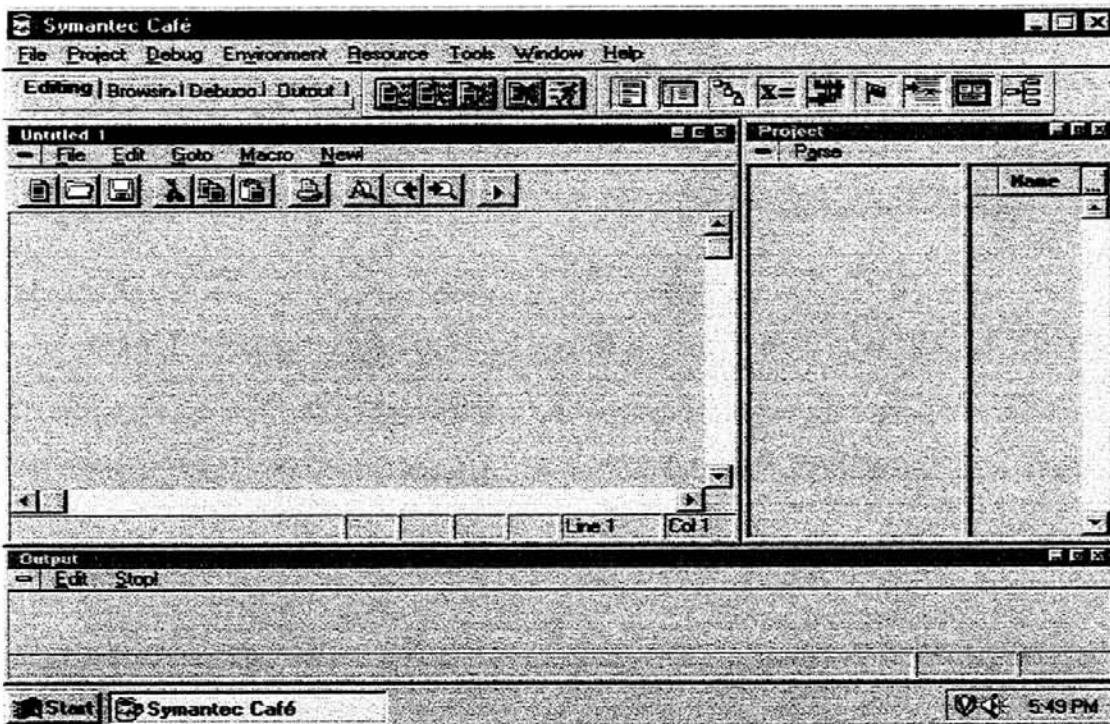 Symantec Café
File Project Debug Environment Resource Tools Window Help
Editing Browsing Debugg Output
X=
Untitled 1
File Edit Goto Macro New!
Project
Parse
Name ...
Line 1 Col 1
Output
Edit Stop!
Start Symantec Café 5:49 PM